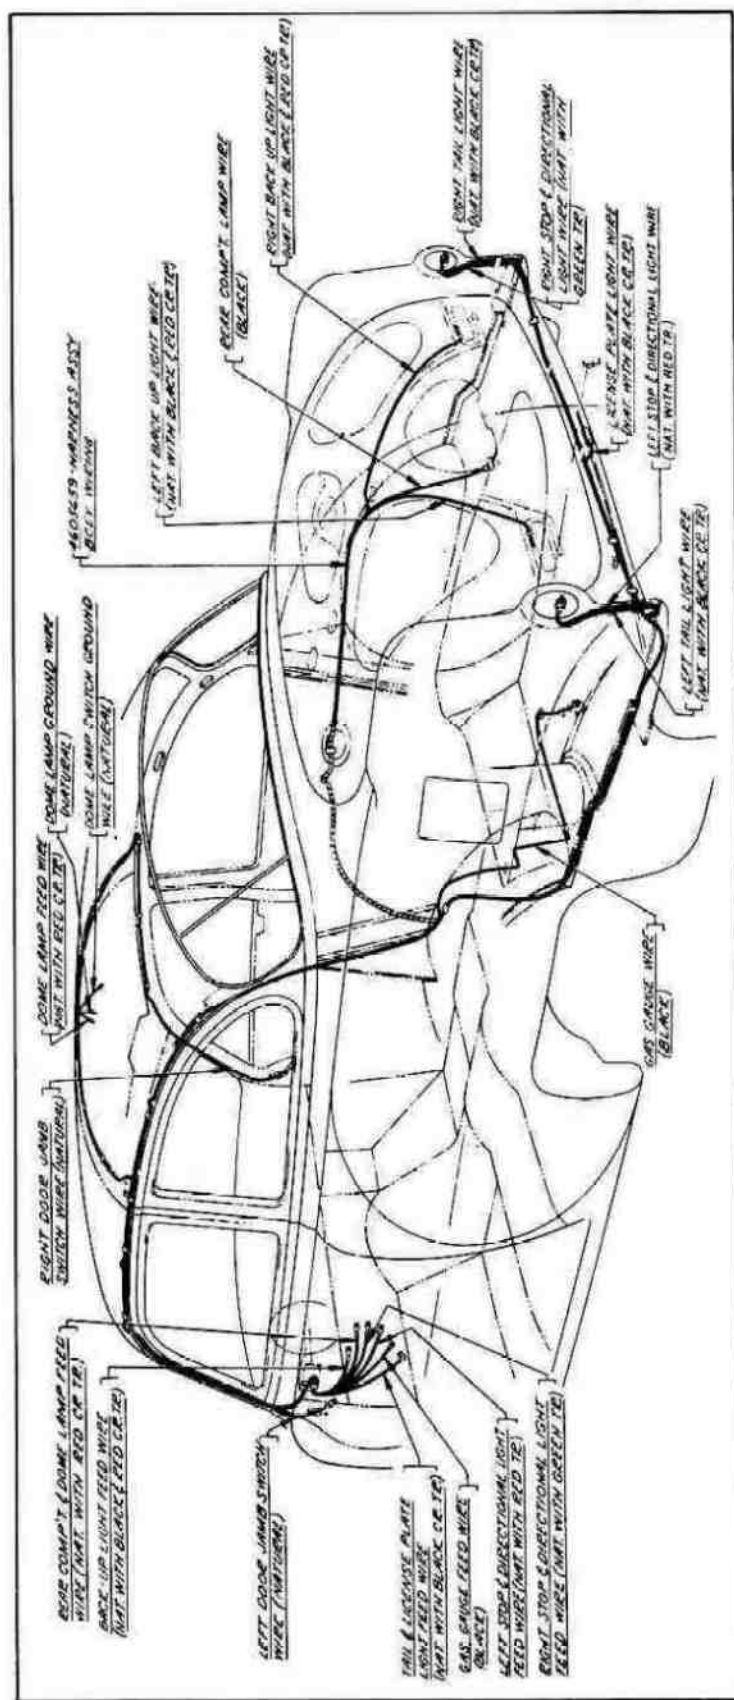 REAR COMP'T & DOME LAMP FEED
WIRE (NAT. WITH RED CR. TR.)
BACK UP LIGHT FEED WIRE
(NAT WITH BLACK & RED CR. TR.)
LEFT DOOR JAMB SWITCH
WIRE (NATURAL)
TAIL & LICENSE PLATE
LIGHT FEED WIRE
(NAT WITH BLACK CR. TR.)
GAS GAUGE FEED WIRE
(BLACK)
LEFT STOP & DIRECTIONAL LIGHT
FEED WIRE (NAT WITH RED TR)
RIGHT STOP & DIRECTIONAL LIGHT
FEED WIRE (NAT. WITH GREEN TR)
RIGHT DOOR JAMB
SWITCH WIRE (NATURAL)
DOME LAMP FEED WIRE
(NAT WITH RED CR. TR.)
DOME LAMP GROUND WIRE
(NATURAL)
DOME LAMP SWITCH GROUND
WIRE (NATURAL)
HARNESS ASSY
BODY WIRING
LEFT BACK UP LIGHT WIRE
(NAT WITH BLACK & RED CR. TR.)
REAR COMP'T LAMP WIRE
(BLACK)
RIGHT BACK UP LIGHT WIRE
(NAT WITH BLACK & RED CR. TR.)
RIGHT TAIL LIGHT WIRE
(NAT WITH BLACK CR. TR.)
RIGHT STOP & DIRECTIONAL
LIGHT WIRE (NAT. WITH
GREEN TR)
LICENSE PLATE LIGHT WIRE
(NAT. WITH BLACK CR. TR.)
LEFT STOP & DIRECTIONAL LIGHT WIRE
(NAT. WITH RED TR)
LEFT TAIL LIGHT WIRE
(NAT. WITH BLACK CR. TR.)
GAS GAUGE WIRE
(BLACK)